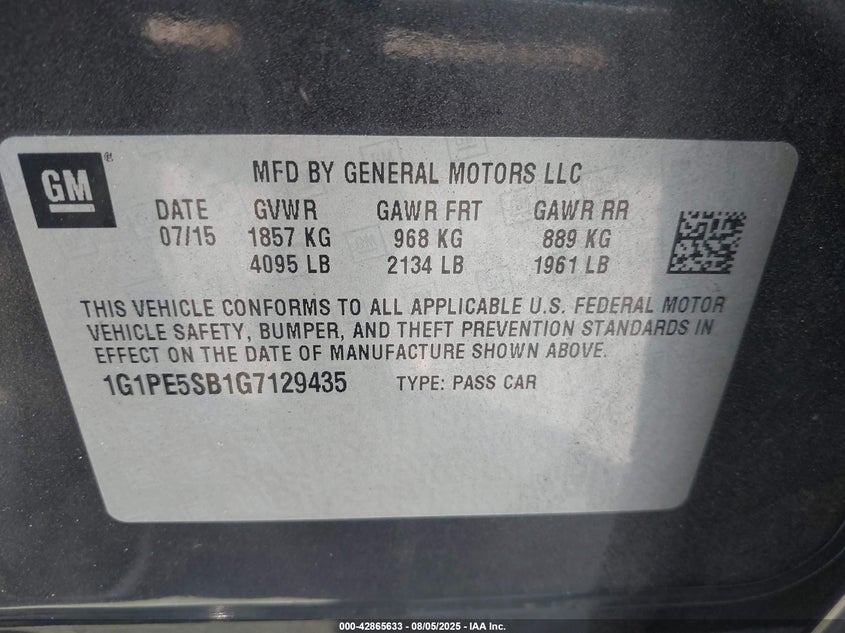 GM
MFD BY GENERAL MOTORS LLC
DATE GVWR GAWR FRT GAWR RR
07/15 1857 KG 968 KG 889 KG
4095 LB 2134 LB 1961 LB
THIS VEHICLE CONFORMS TO ALL APPLICABLE U.S. FEDERAL MOTOR
VEHICLE SAFETY, BUMPER, AND THEFT PREVENTION STANDARDS IN
EFFECT ON THE DATE OF MANUFACTURE SHOWN ABOVE.
1G1PE5SB1G7129435 TYPE: PASS CAR
000-42865633 - 08/05/2025 - IAA Inc.